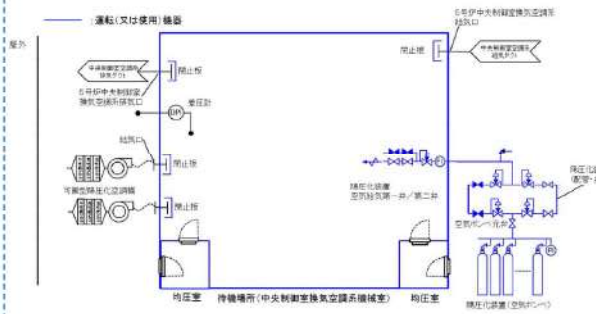 ：運転(又は使用)機器
屋外
5号炉中央制御室換気空調系
給気口
閉止板
中央制御室空調系
給気ダクト
中央制御室空調系
排気ダクト
閉止板
5号炉中央制御室
換気空調系排気口
差圧計
DPI
給気口
閉止板
可搬型陽圧化空調機
閉止板
陽圧化装置
空気給気第一弁／第二弁
陽圧化装置
空気ボンベ元弁
PI
均圧室
待機場所(中央制御室換気空調系機械室)
均圧室
陽圧化装置(空気ボンベ)